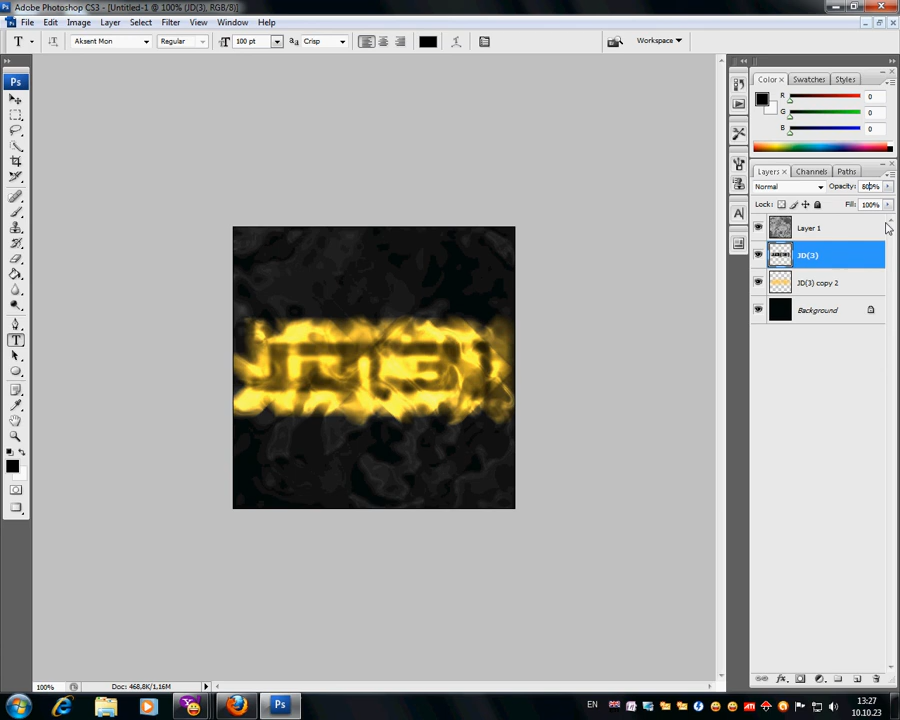 Adobe Photoshop CS3 - [Untitled-1 @ 100% (JD(3), RGB/8)]
File Edit Image Layer Select Filter View Window Help
T Aksent Mon Regular 100 pt aa Crisp Workspace
Ps
Color × Swatches Styles
R 0
G 0
B 0
Layers × Channels Paths
Normal Opacity: 800%
Lock: Fill: 100%
Layer 1
JD(3)
JD(3) copy 2
Background
100% Doc: 468,8K/1,16M
EN 13:27
10.10.23